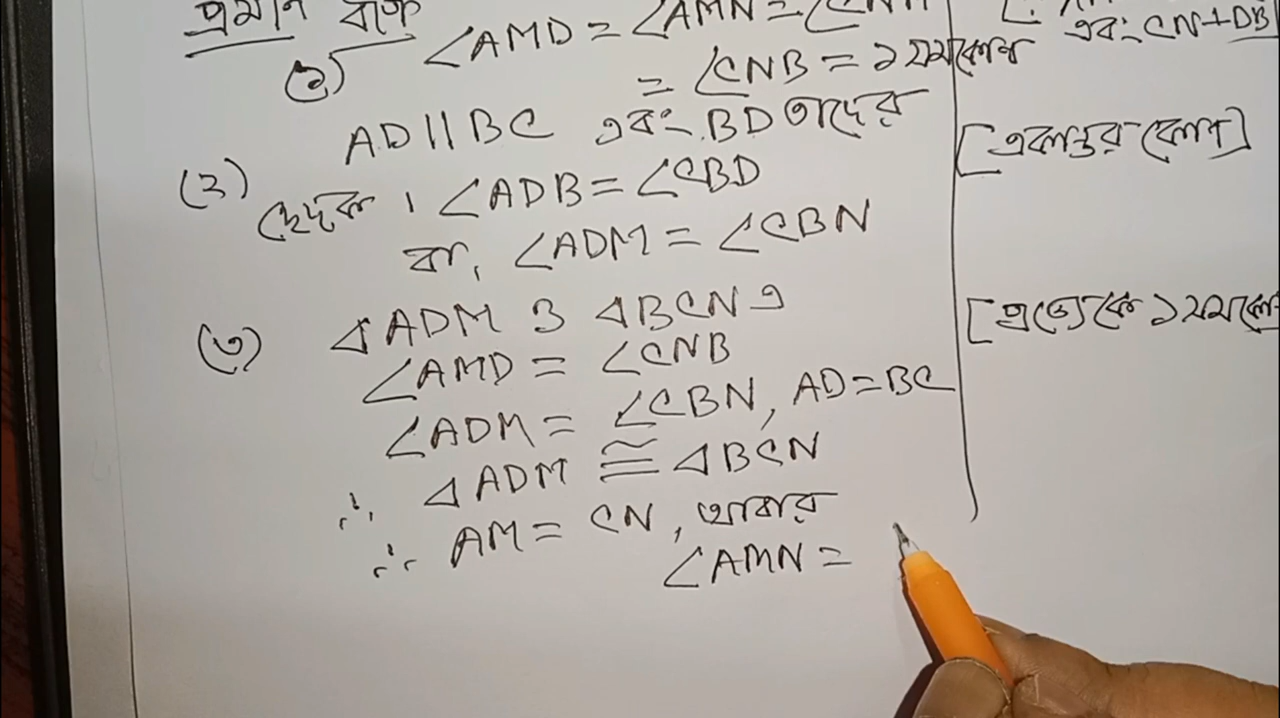 প্রমাণ
(১) ∠AMD = ∠AMN = ∠CNM
= ∠CNB = ১ সমকোণ
এবং CN⊥DB]
AD || BC এবং BD তাদের
[একান্তর কোণ]
(২) ছেদক । ∠ADB = ∠CBD
বা, ∠ADM = ∠CBN
(৩) ⊿ADM ও ⊿BCN এ
[প্রত্যেকে ১ সমকো
∠AMD = ∠CNB
∠ADM = ∠CBN, AD = BC
∴ ⊿ADM ≅ ⊿BCN
∴ AM = CN, আবার
∠AMN =